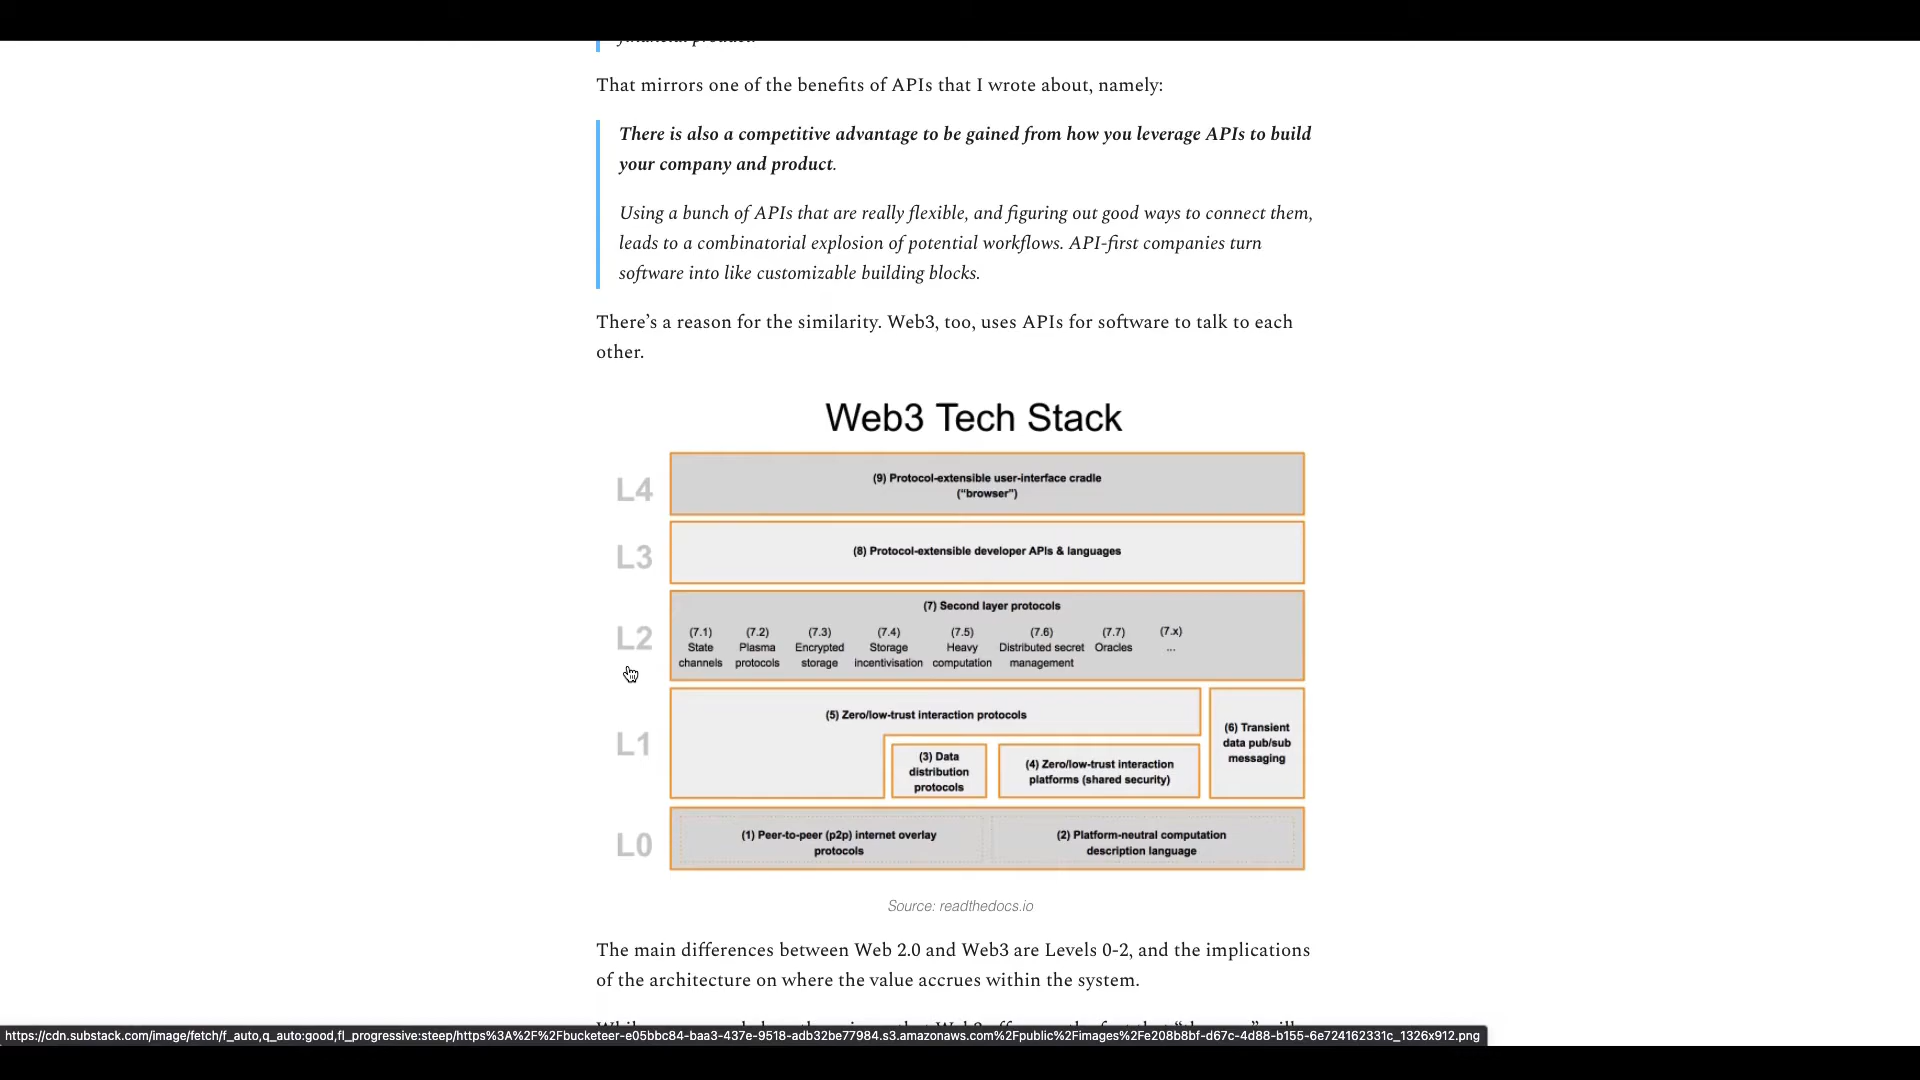 That mirrors one of the benefits of APIs that I wrote about, namely:
There is also a competitive advantage to be gained from how you leverage APIs to build
your company and product.
Using a bunch of APIs that are really flexible, and figuring out good ways to connect them,
leads to a combinatorial explosion of potential workflows. API-first companies turn
software into like customizable building blocks.
There’s a reason for the similarity. Web3, too, uses APIs for software to talk to each
other.
Web3 Tech Stack
L4
(9) Protocol-extensible user-interface cradle
("browser")
L3
(8) Protocol-extensible developer APIs & languages
L2
(7) Second layer protocols
(7.1)
State
channels
(7.2)
Plasma
protocols
(7.3)
Encrypted
storage
(7.4)
Storage
incentivisation
(7.5)
Heavy
computation
(7.6)
Distributed secret
management
(7.7)
Oracles
(7.x)
...
L1
(5) Zero/low-trust interaction protocols
(3) Data
distribution
protocols
(4) Zero/low-trust interaction
platforms (shared security)
(6) Transient
data pub/sub
messaging
L0
(1) Peer-to-peer (p2p) internet overlay
protocols
(2) Platform-neutral computation
description language
Source: readthedocs.io
The main differences between Web 2.0 and Web3 are Levels 0-2, and the implications
of the architecture on where the value accrues within the system.
https://cdn.substack.com/image/fetch/f_auto,q_auto:good,fl_progressive:steep/https%3A%2F%2Fbucketeer-e05bbc84-baa3-437e-9518-adb32be77984.s3.amazonaws.com%2Fpublic%2Fimages%2Fe208b8bf-d67c-4d88-b155-6e724162331c_1326x912.png